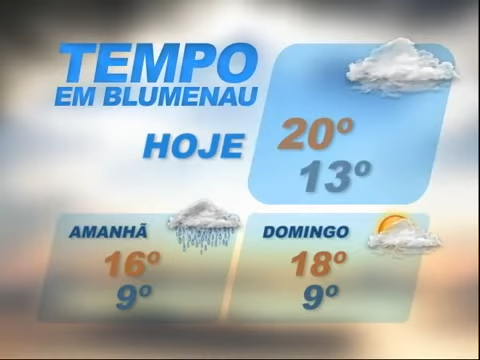 TEMPO
EM BLUMENAU
HOJE
20º
13º
AMANHÃ
16º
9º
DOMINGO
18º
9º